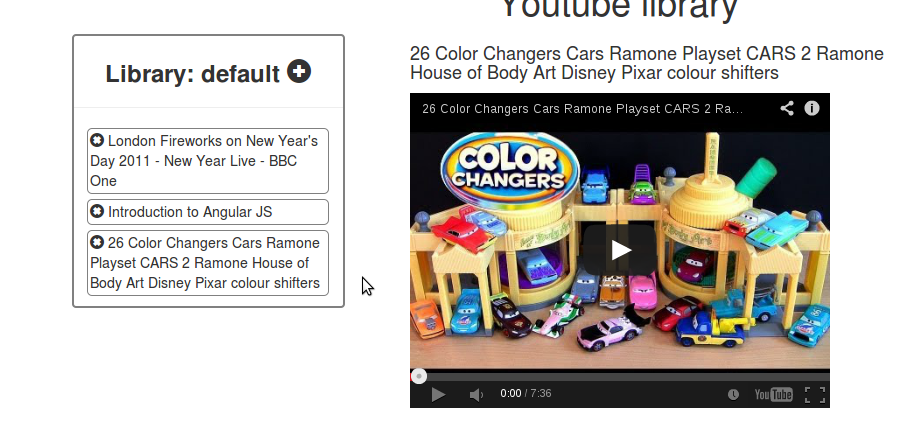 Youtube library
Library: default
London Fireworks on New Year's
Day 2011 - New Year Live - BBC
One
Introduction to Angular JS
26 Color Changers Cars Ramone
Playset CARS 2 Ramone House of
Body Art Disney Pixar colour shifters
26 Color Changers Cars Ramone Playset CARS 2 Ramone
House of Body Art Disney Pixar colour shifters
26 Color Changers Cars Ramone Playset CARS 2 Ra...
COLOR
CHANGERS
Body Art
0:00 / 7:36
YouTube